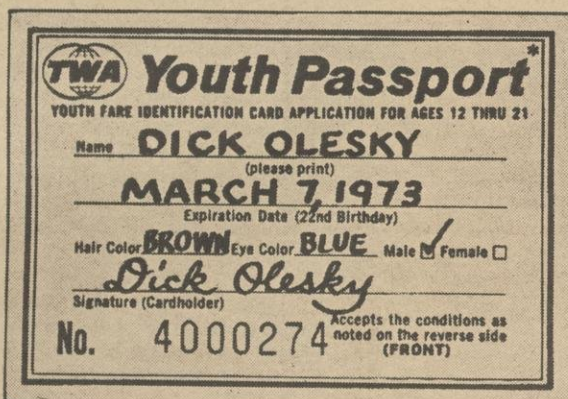 TWA Youth Passport*
YOUTH FARE IDENTIFICATION CARD APPLICATION FOR AGES 12 THRU 21
Name DICK OLESKY
(please print)
MARCH 7, 1973
Expiration Date (22nd Birthday)
Hair Color BROWN Eye Color BLUE Male ☑ Female ☐
Dick Olesky
Signature (Cardholder)
No. 4000274
Accepts the conditions as
noted on the reverse side
(FRONT)